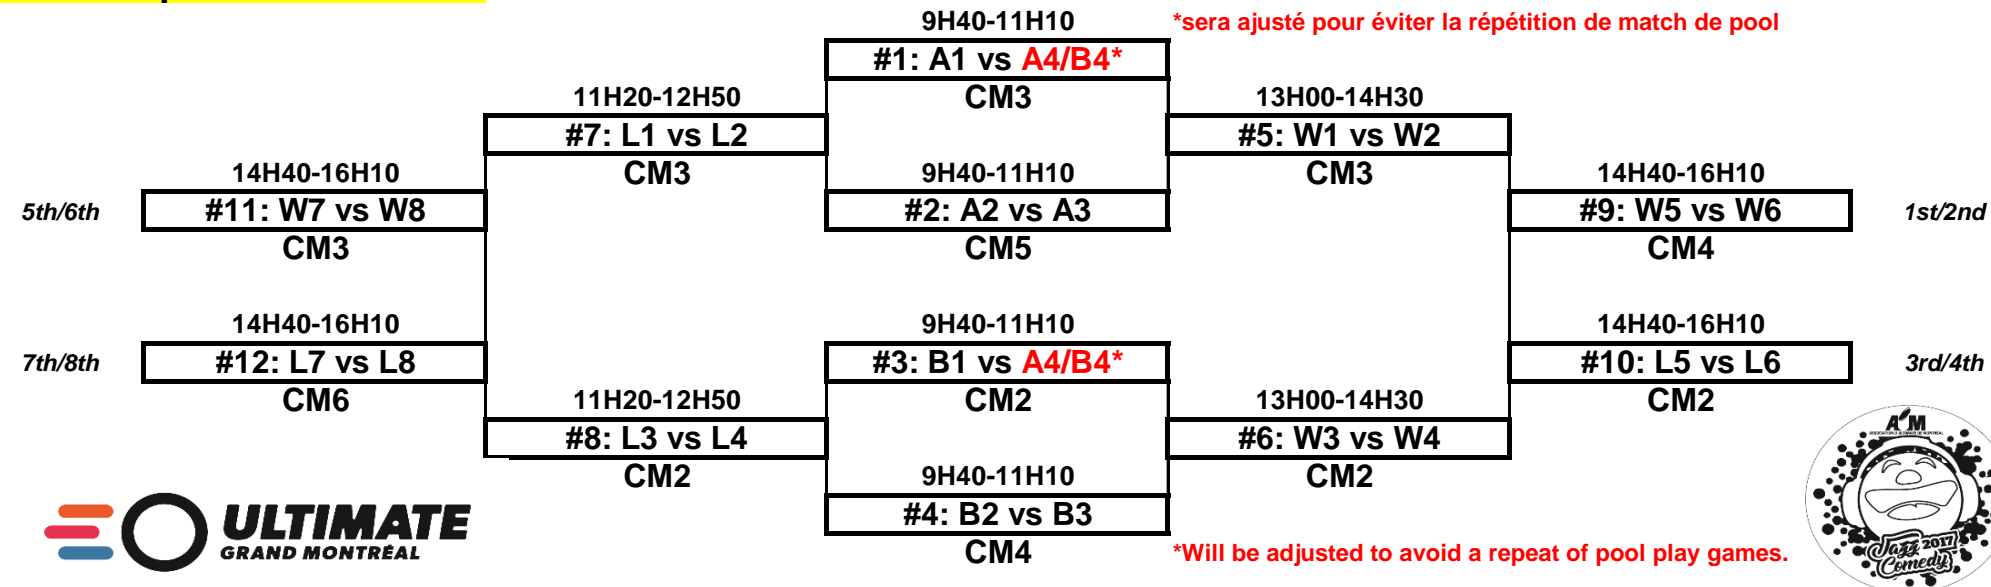 9H40-11H10
*sera ajusté pour éviter la répétition de match de pool
#1: A1 vs A4/B4*
11H20-12H50
CM3
13H00-14H30
#7: L1 vs L2
#5: W1 vs W2
14H40-16H10
CM3
9H40-11H10
CM3
14H40-16H10
5th/6th
#11: W7 vs W8
#2: A2 vs A3
#9: W5 vs W6
1st/2nd
CM3
CM5
CM4
14H40-16H10
9H40-11H10
14H40-16H10
7th/8th
#12: L7 vs L8
#3: B1 vs A4/B4*
#10: L5 vs L6
3rd/4th
CM6
11H20-12H50
CM2
13H00-14H30
CM2
#8: L3 vs L4
#6: W3 vs W4
CM2
9H40-11H10
CM2
#4: B2 vs B3
CM4
*Will be adjusted to avoid a repeat of pool play games.
ULTIMATE
GRAND MONTRÉAL
Jazz 2017
Comedy